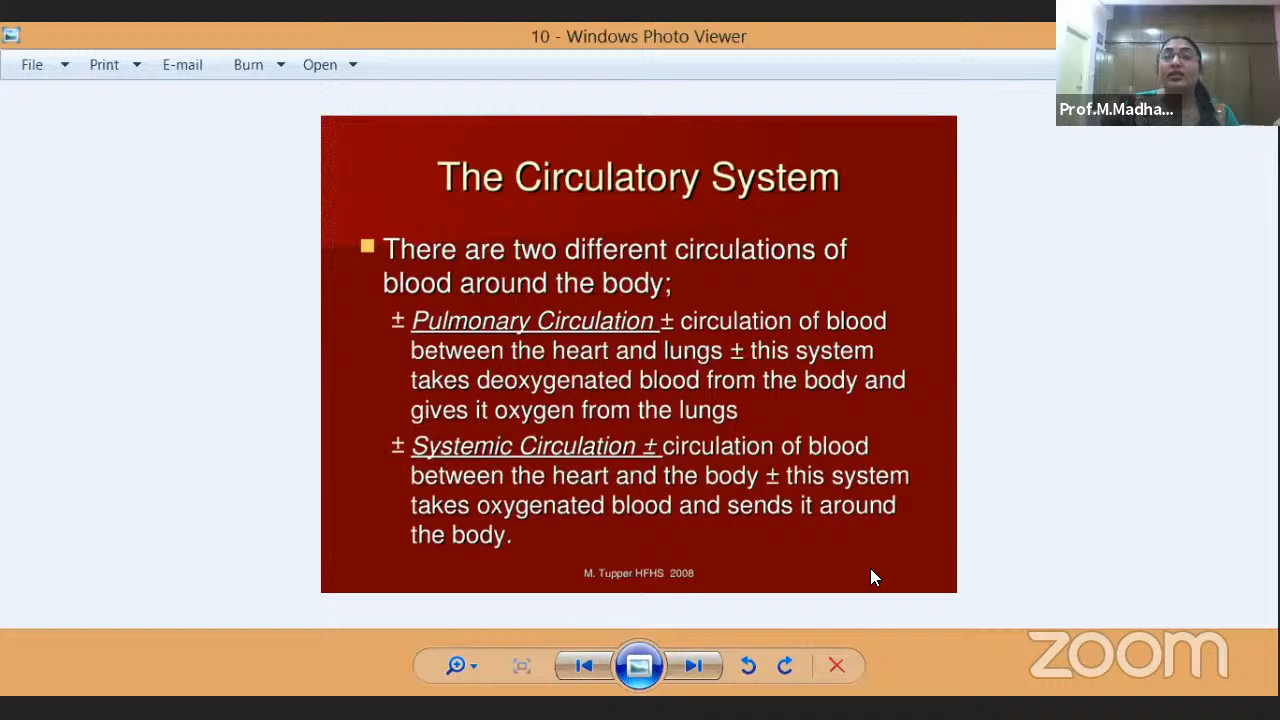 10 - Windows Photo Viewer
File Print E-mail Burn Open
Prof.M.Madha...
The Circulatory System
There are two different circulations of
blood around the body;
± Pulmonary Circulation ± circulation of blood
between the heart and lungs ± this system
takes deoxygenated blood from the body and
gives it oxygen from the lungs
± Systemic Circulation ± circulation of blood
between the heart and the body ± this system
takes oxygenated blood and sends it around
the body.
M. Tupper HFHS 2008
zoom